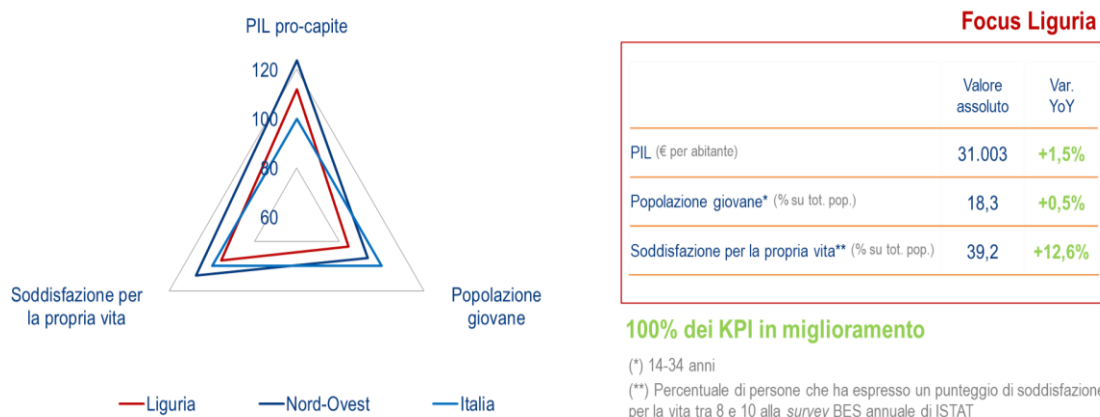 PIL pro-capite
120
100
80
60
Soddisfazione per
la propria vita
Popolazione
giovane
Liguria
Nord-Ovest
Italia
Focus Liguria
Valore
assoluto
Var.
YoY
PIL (€ per abitante) 31.003 +1,5%
Popolazione giovane* (% su tot. pop.) 18,3 +0,5%
Soddisfazione per la propria vita** (% su tot. pop.) 39,2 +12,6%
100% dei KPI in miglioramento
(*) 14-34 anni
(**) Percentuale di persone che ha espresso un punteggio di soddisfazione
per la vita tra 8 e 10 alla survey BES annuale di ISTAT